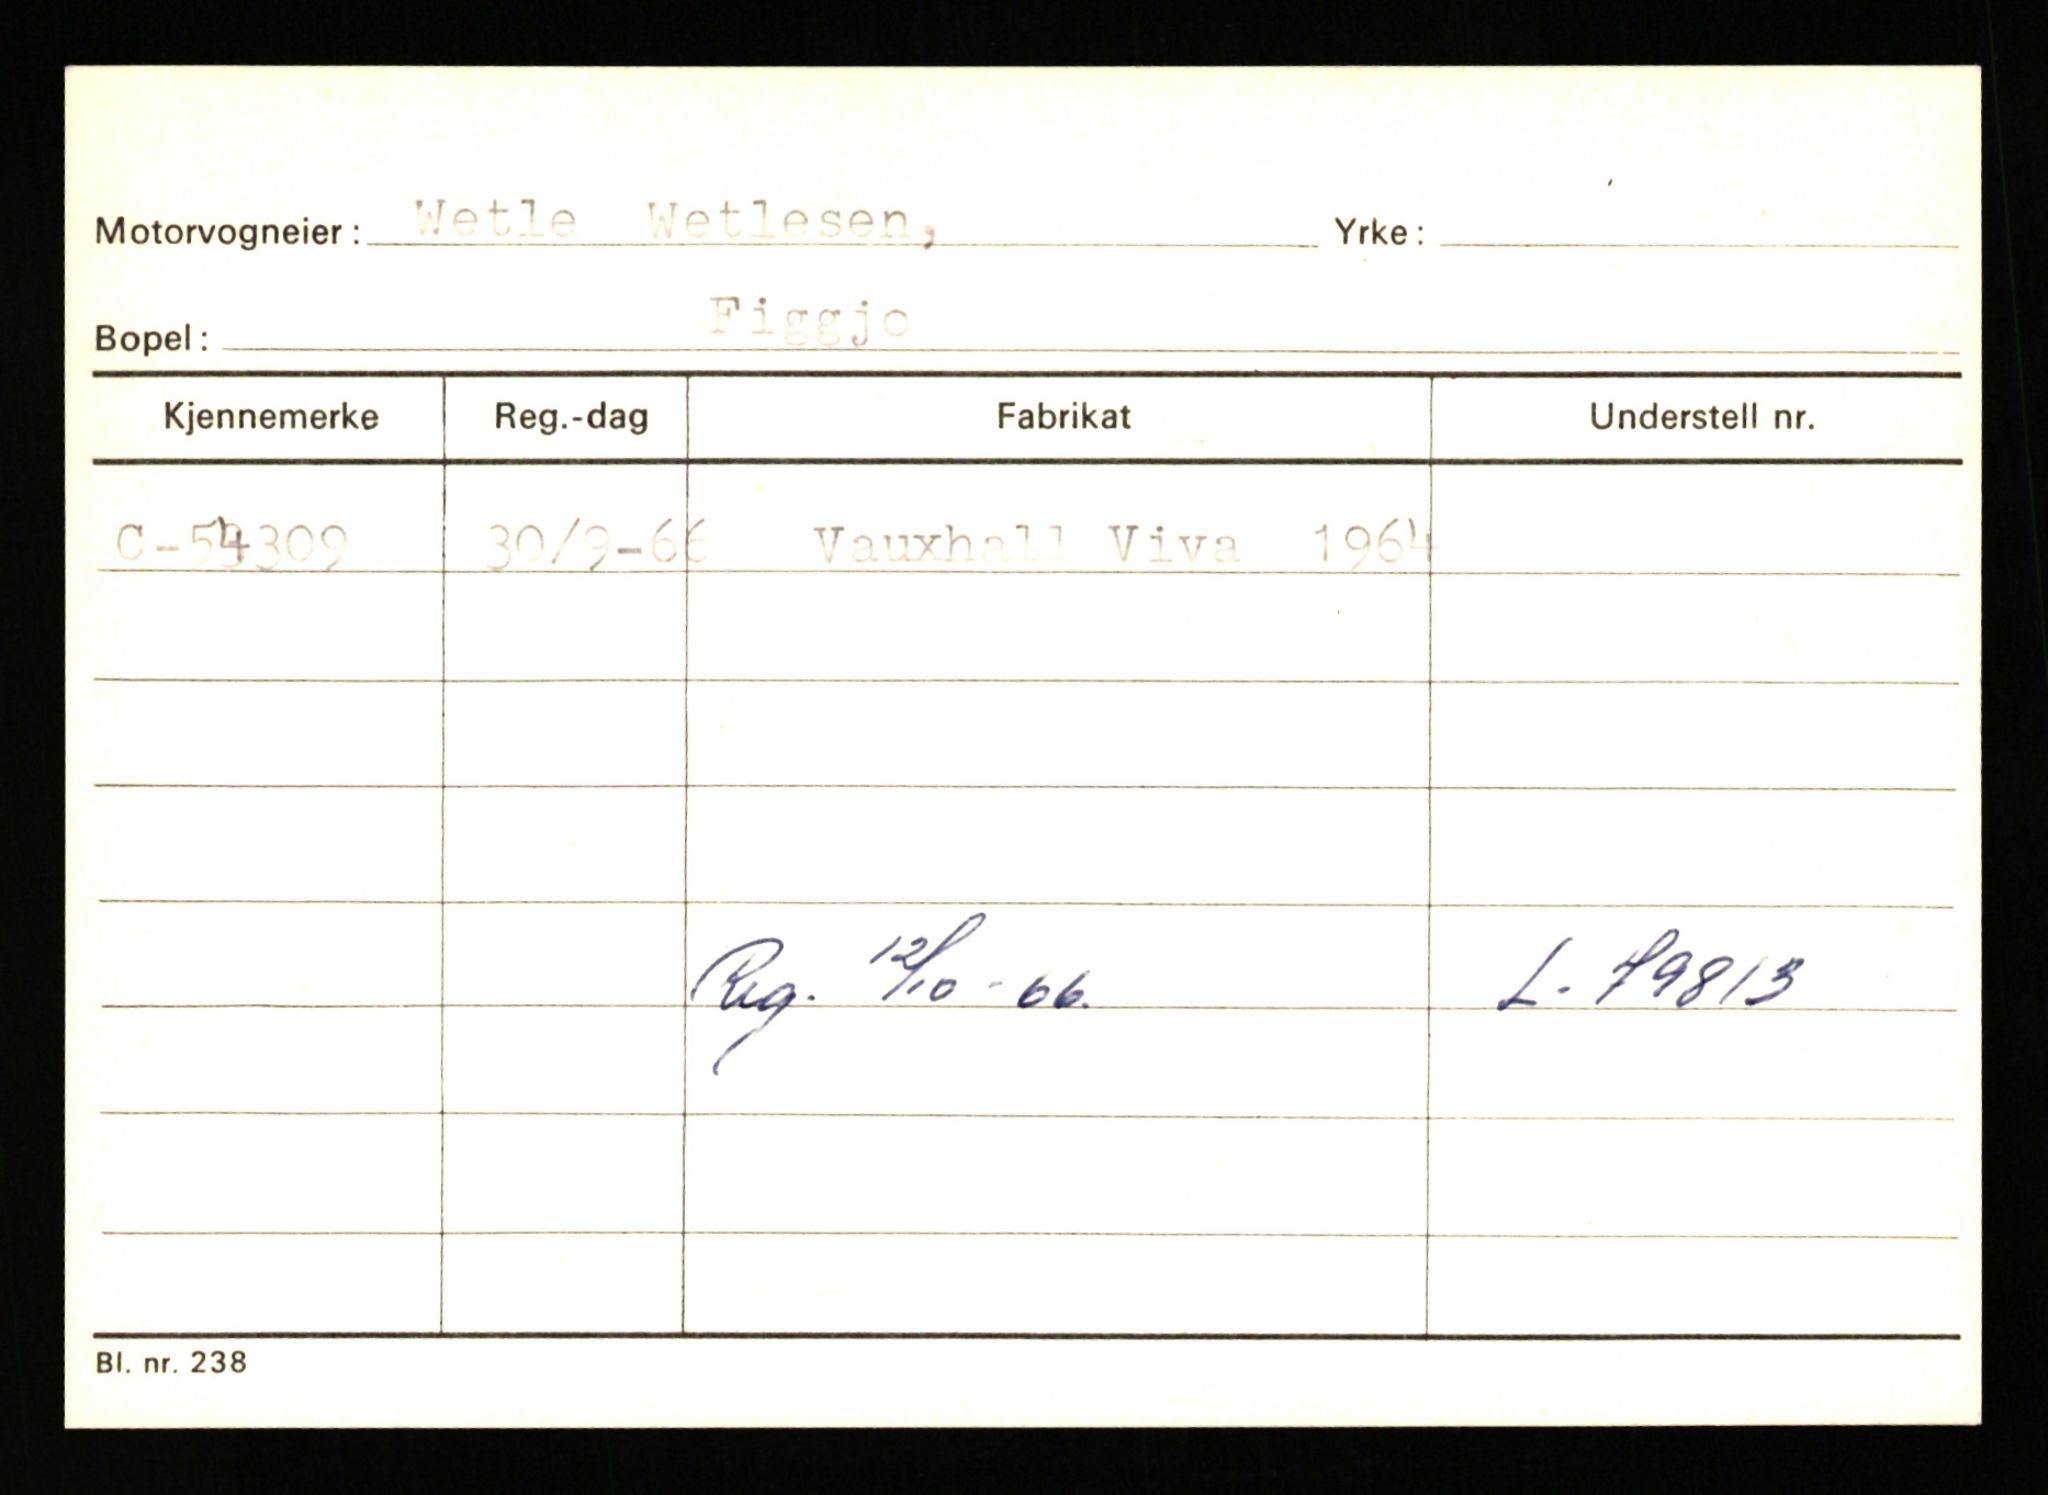 Motorvogneier: Wetle Wetlesen, Yrke:
Bopel: Figgjo
Kjennemerke Reg.-dag Fabrikat Understell nr.
C-54309 30/9-66 Vauxhall Viva 1964
Reg. 12/10-66. L-79813
Bl. nr. 238